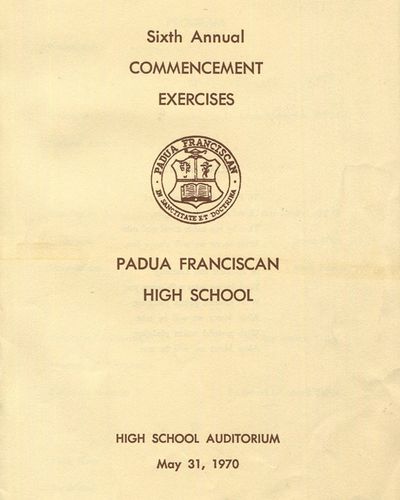 Sixth Annual
COMMENCEMENT
EXERCISES
PADUA FRANCISCAN
IN SANCTITATE ET DOCTRINA
PADUA FRANCISCAN
HIGH SCHOOL
HIGH SCHOOL AUDITORIUM
May 31, 1970